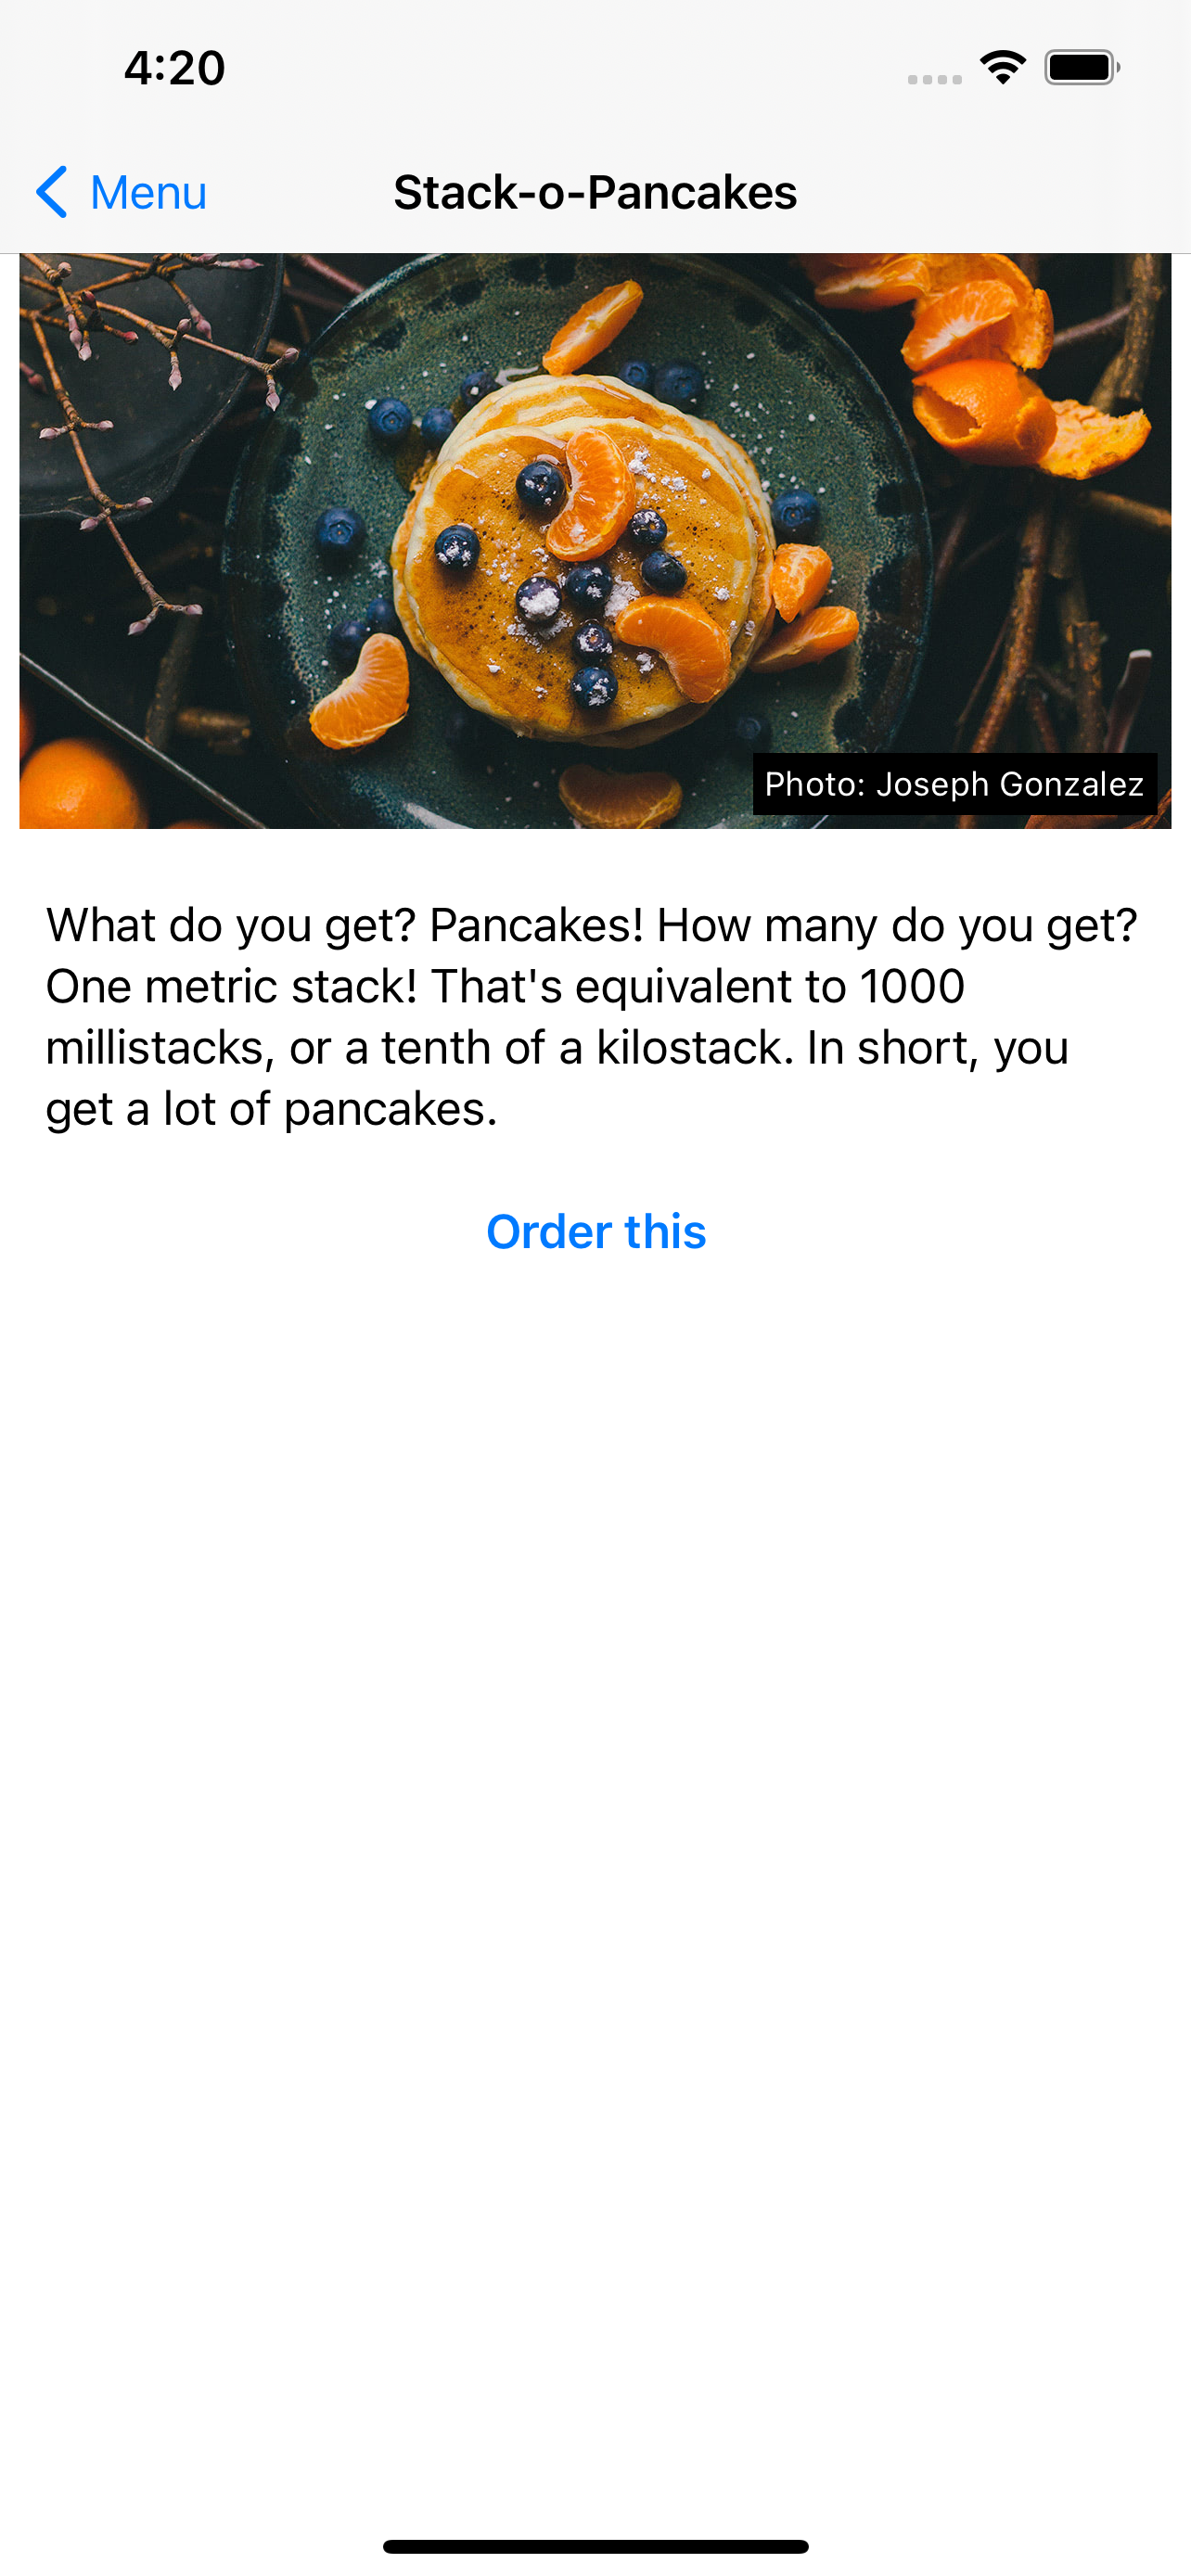 4:20
Menu
Stack-o-Pancakes
Photo: Joseph Gonzalez
What do you get? Pancakes! How many do you get?
One metric stack! That's equivalent to 1000
millistacks, or a tenth of a kilostack. In short, you
get a lot of pancakes.
Order this